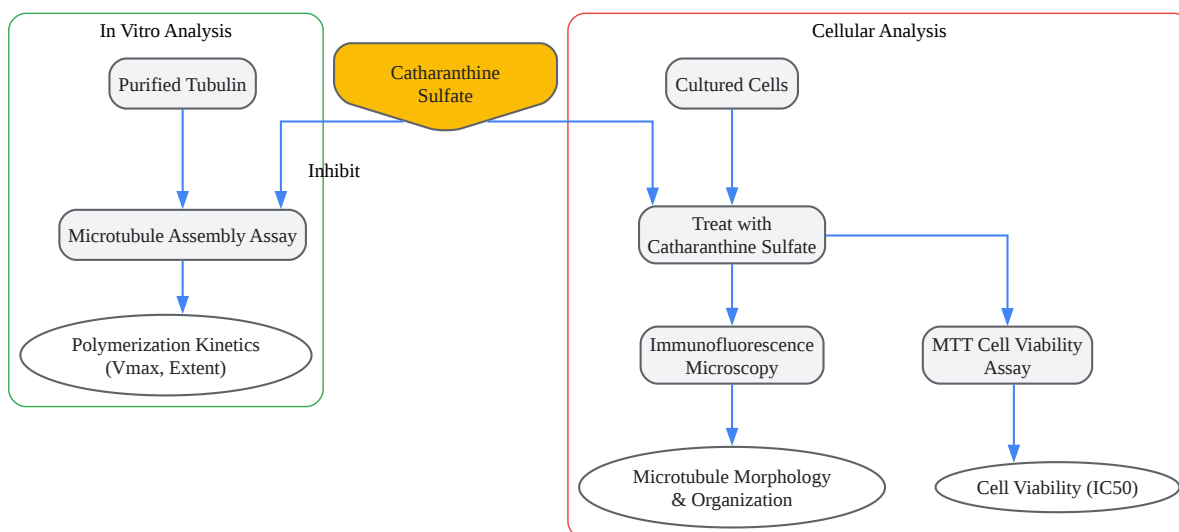 In Vitro Analysis
Cellular Analysis
Purified Tubulin
Catharanthine
Sulfate
Cultured Cells
Inhibit
Microtubule Assembly Assay
Treat with
Catharanthine Sulfate
Polymerization Kinetics
(Vmax, Extent)
Immunofluorescence
Microscopy
MTT Cell Viability
Assay
Microtubule Morphology
& Organization
Cell Viability (IC50)